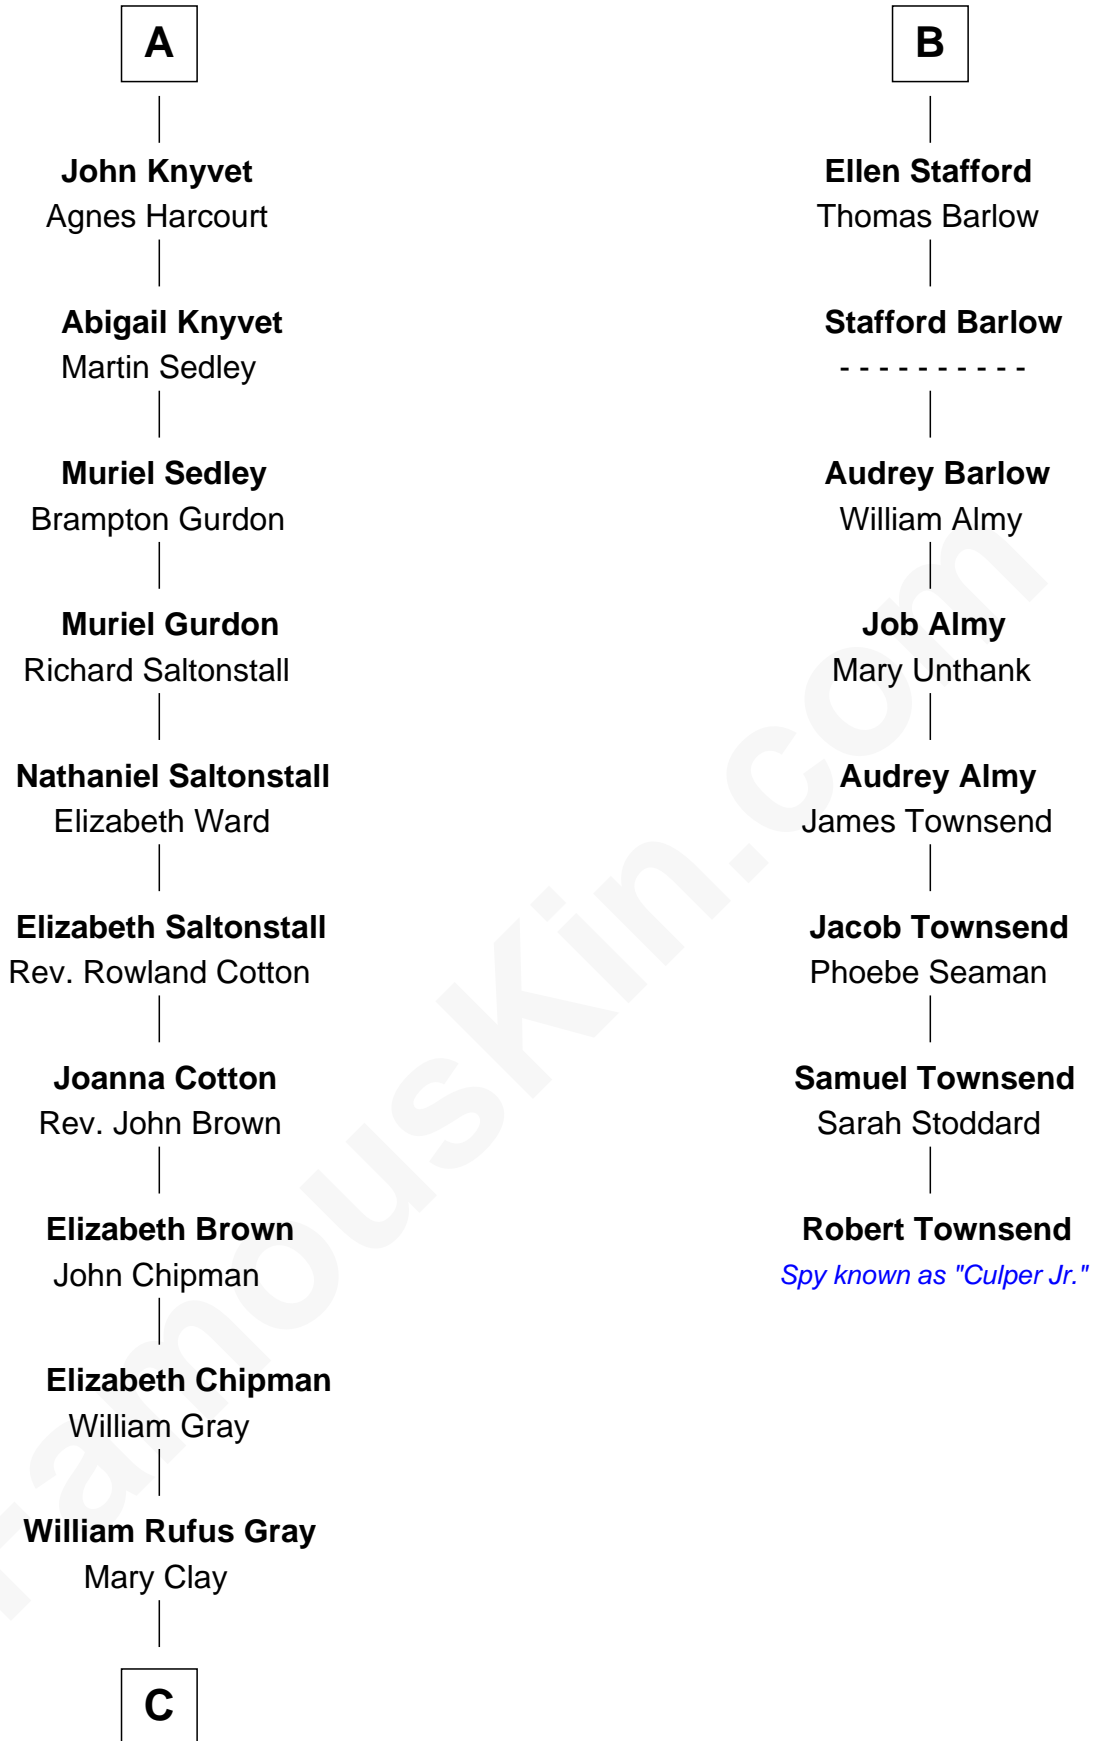 A
John Knyvet
Agnes Harcourt
Abigail Knyvet
Martin Sedley
Muriel Sedley
Brampton Gurdon
Muriel Gurdon
Richard Saltonstall
Nathaniel Saltonstall
Elizabeth Ward
Elizabeth Saltonstall
Rev. Rowland Cotton
Joanna Cotton
Rev. John Brown
Elizabeth Brown
John Chipman
Elizabeth Chipman
William Gray
William Rufus Gray
Mary Clay
C
B
Ellen Stafford
Thomas Barlow
Stafford Barlow
- - - - - - - - - -
Audrey Barlow
William Almy
Job Almy
Mary Unthank
Audrey Almy
James Townsend
Jacob Townsend
Phoebe Seaman
Samuel Townsend
Sarah Stoddard
Robert Townsend
Spy known as "Culper Jr."
FamousKin.com